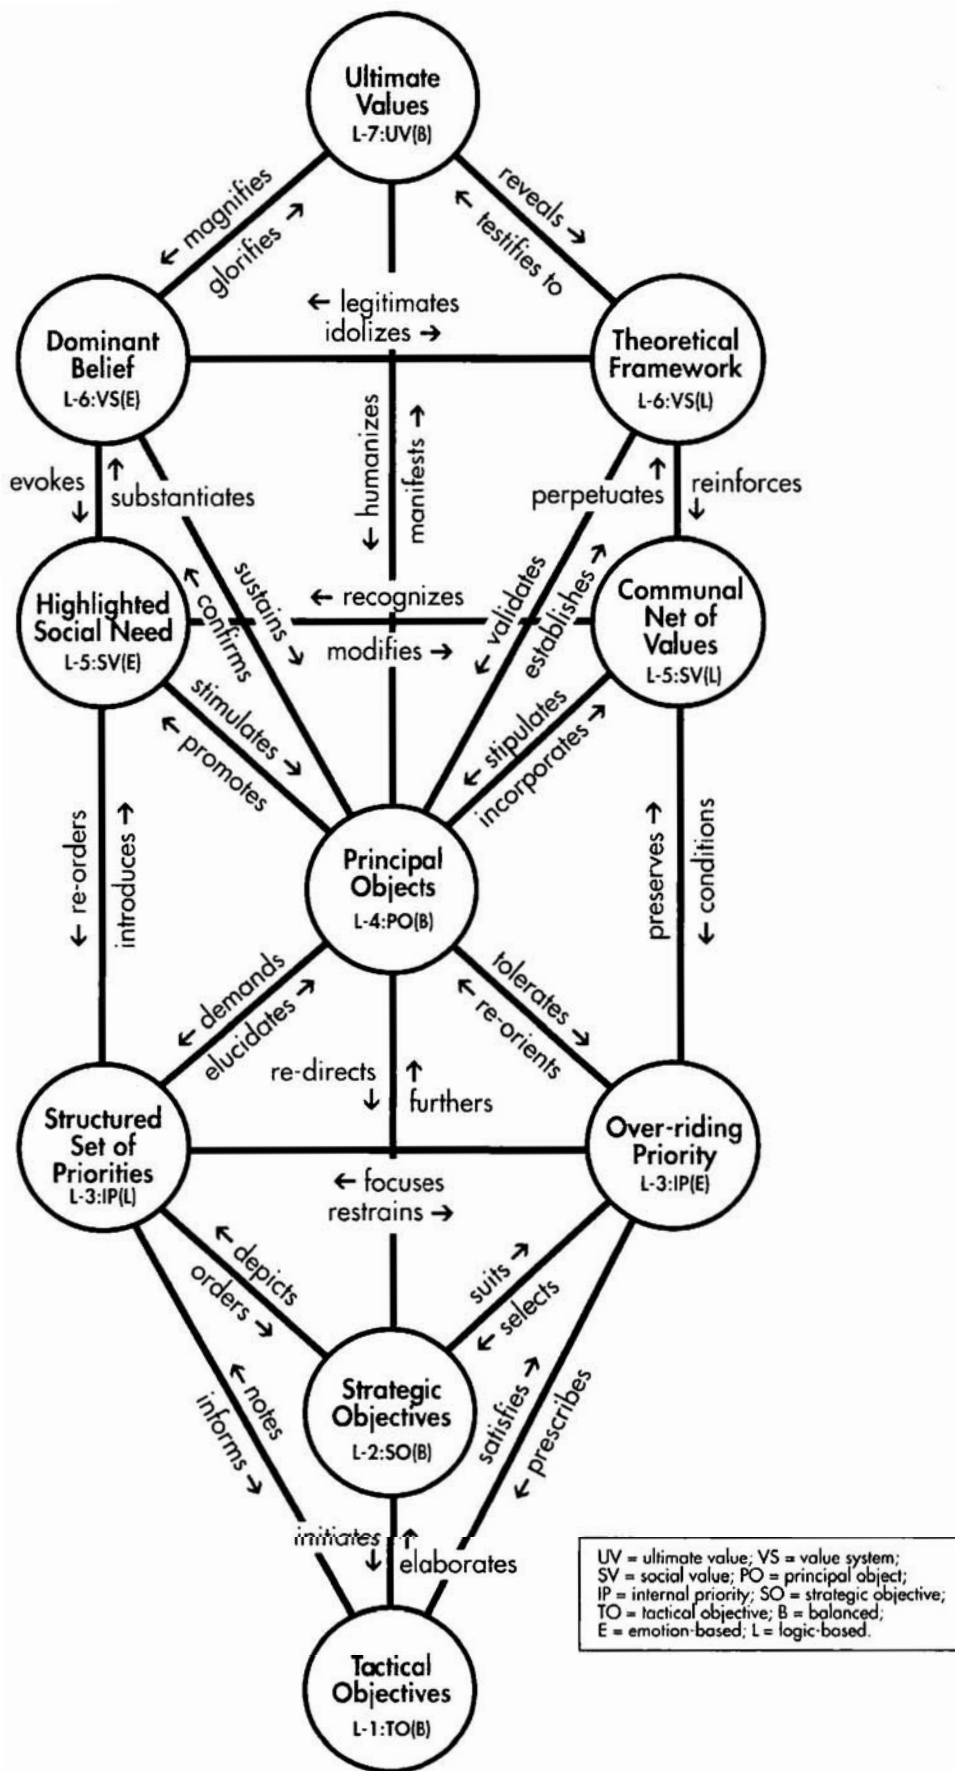 Ultimate
Values
L-7:UV(B)
← magnifies
glorifies →
reveals →
← testifies to
← legitimates
idolizes →
Dominant
Belief
L-6:VS(E)
Theoretical
Framework
L-6:VS(L)
← humanizes
manifests →
evokes
↓
↑
substantiates
perpetuates
↑
reinforces
↓
sustains →
← confirms
← validates
establishes →
Highlighted
Social Need
L-5:SV(E)
← recognizes
modifies →
Communal
Net of
Values
L-5:SV(L)
stimulates →
← promotes
← stipulates
incorporates →
← re-orders
introduces →
preserves →
← conditions
Principal
Objects
L-4:PO(B)
← demands
elucidates →
tolerates →
← re-orients
re-directs
↓
↑
furthers
Structured
Set of
Priorities
L-3:IP(L)
Over-riding
Priority
L-3:IP(E)
← focuses
restrains →
← depicts
orders →
suits →
← selects
← notes
informs →
satisfies →
← prescribes
Strategic
Objectives
L-2:SO(B)
initiates
↓
↑
elaborates
Tactical
Objectives
L-1:TO(B)
UV = ultimate value; VS = value system;
SV = social value; PO = principal object;
IP = internal priority; SO = strategic objective;
TO = tactical objective; B = balanced;
E = emotion-based; L = logic-based.